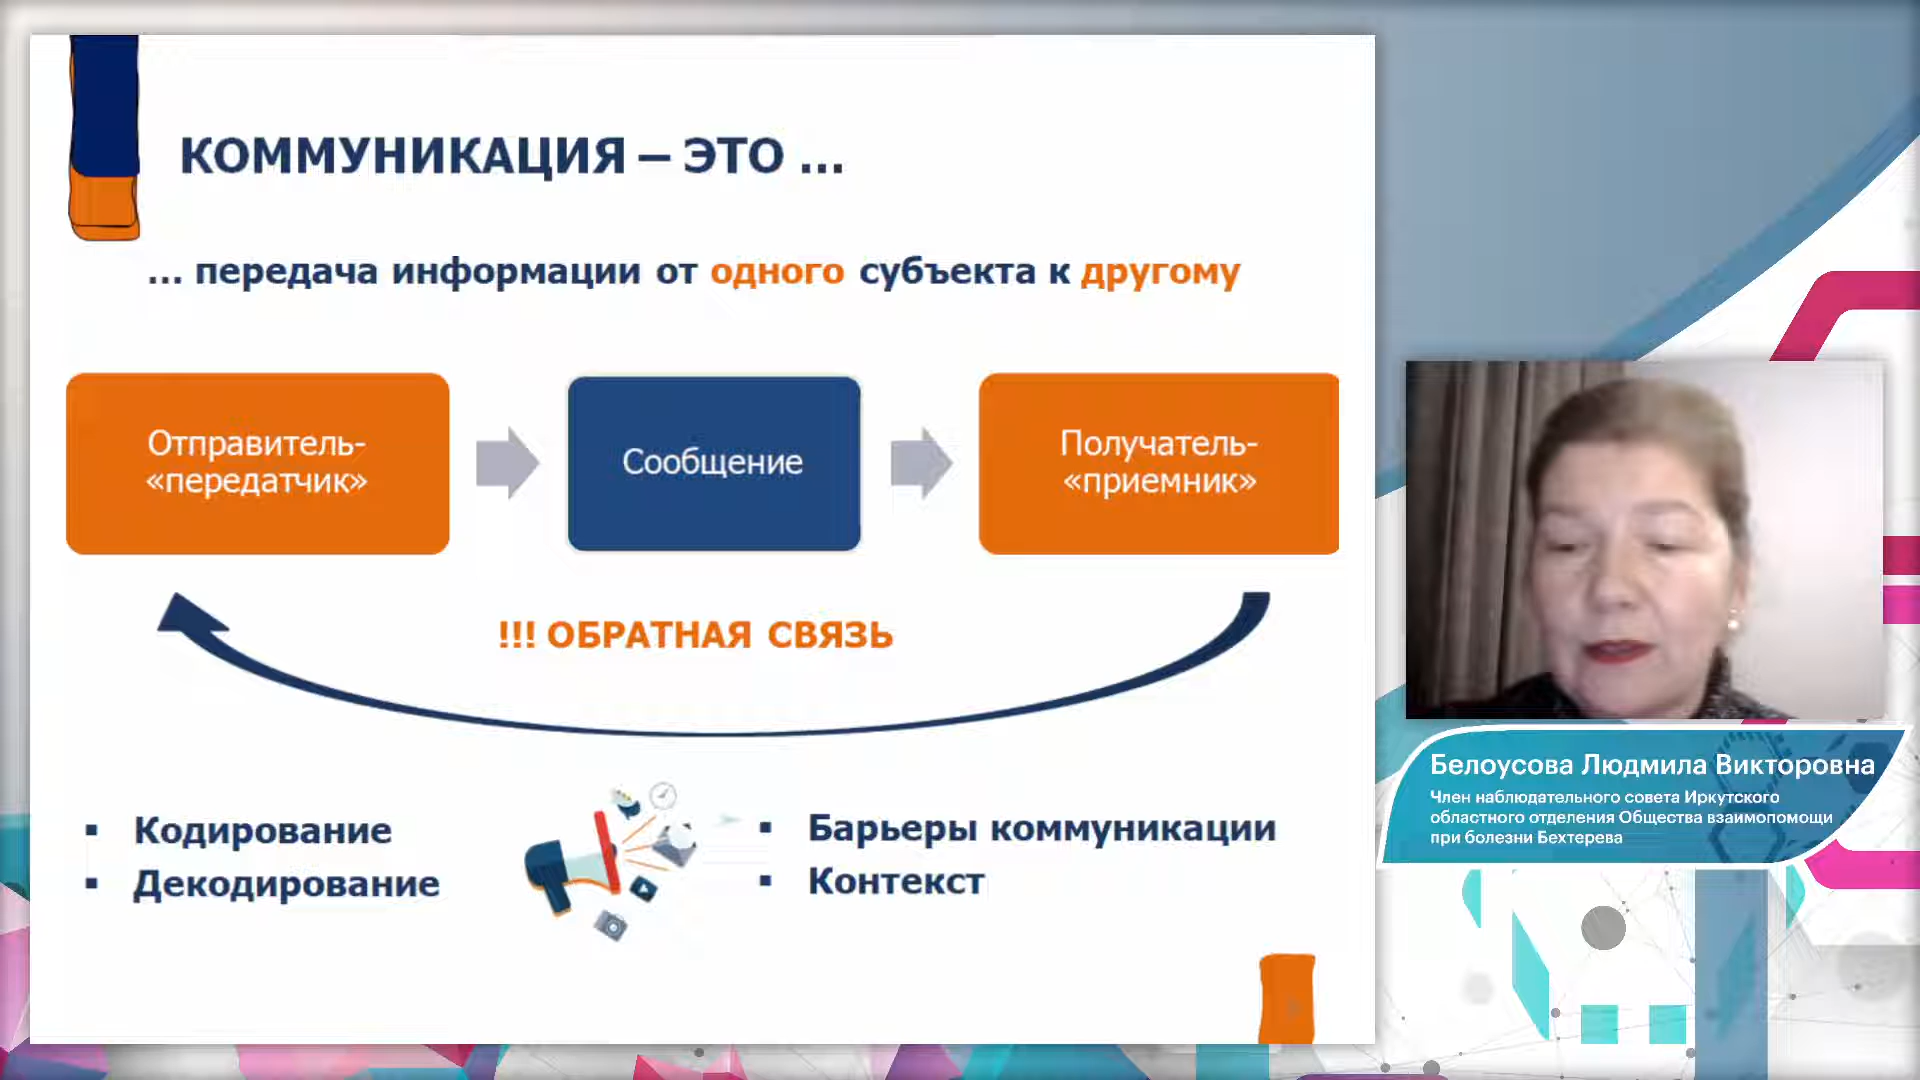 КОММУНИКАЦИЯ – ЭТО ...
... передача информации от одного субъекта к другому
Отправитель-
«передатчик»
Сообщение
Получатель-
«приемник»
!!! ОБРАТНАЯ СВЯЗЬ
▪ Кодирование
▪ Декодирование
▪ Барьеры коммуникации
▪ Контекст
Белоусова Людмила Викторовна
Член наблюдательного совета Иркутского
областного отделения Общества взаимопомощи
при болезни Бехтерева